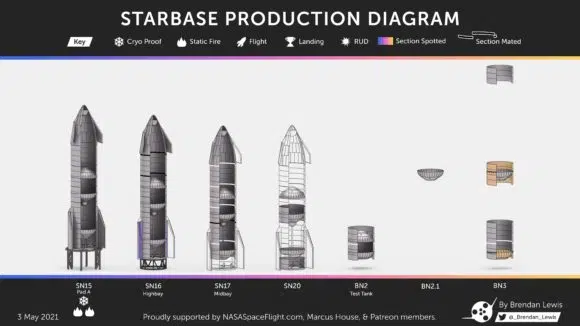 STARBASE PRODUCTION DIAGRAM
Key Cryo Proof Static Fire Flight Landing RUD Section Spotted Section Mated
SN15 SN16 SN17 SN20 BN2 BN2.1 BN3
Pad A Highbay Midbay Test Tank
By Brendan Lewis
@_Brendan_Lewis_
3 May 2021 Proudly supported by NASASpaceFlight.com, Marcus House, & Patreon members.